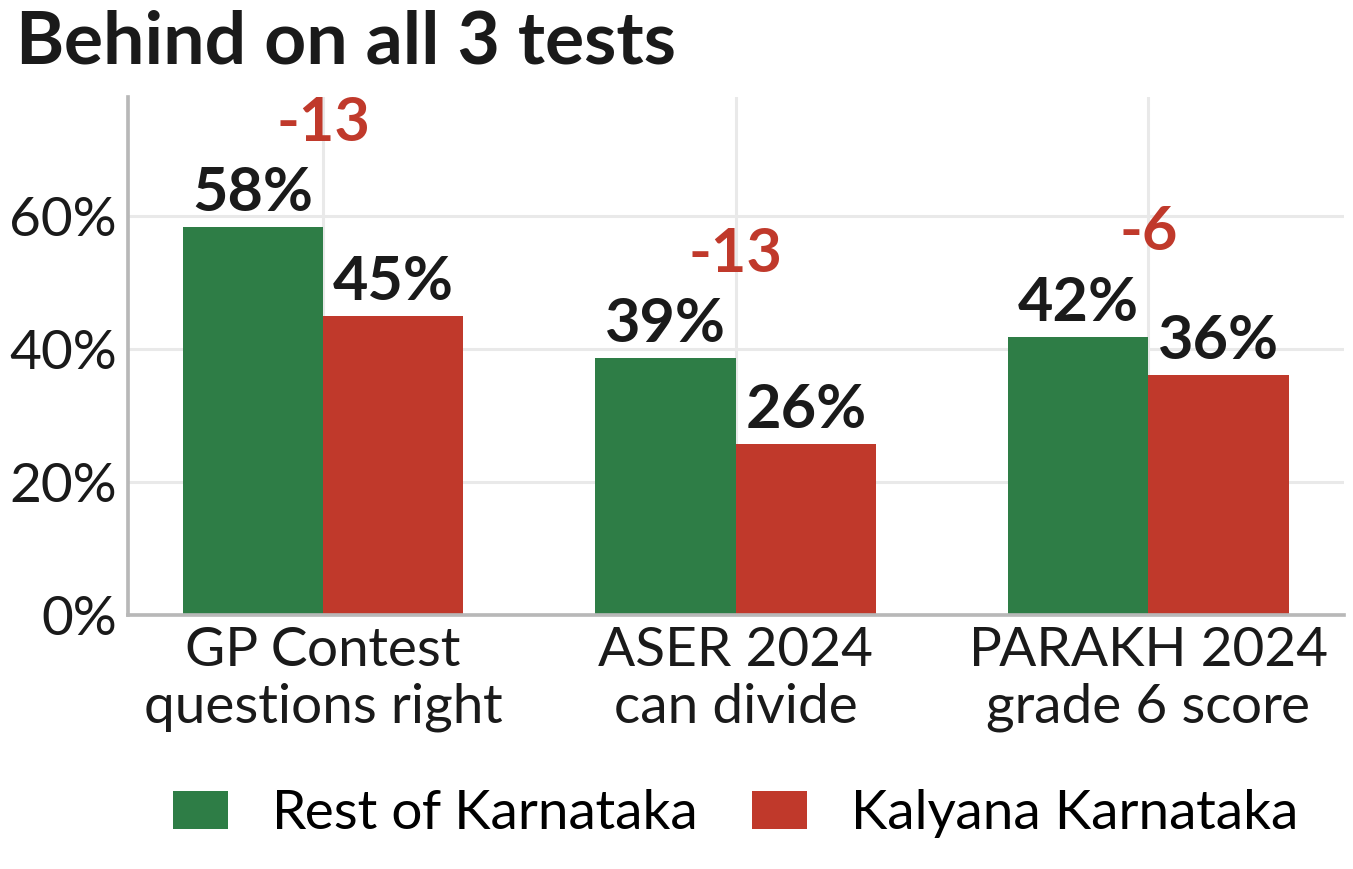 Behind on all 3 tests
-13
58%
45%
-13
39%
26%
-6
42%
36%
60%
40%
20%
0%
GP Contest
questions right
ASER 2024
can divide
PARAKH 2024
grade 6 score
Rest of Karnataka
Kalyana Karnataka